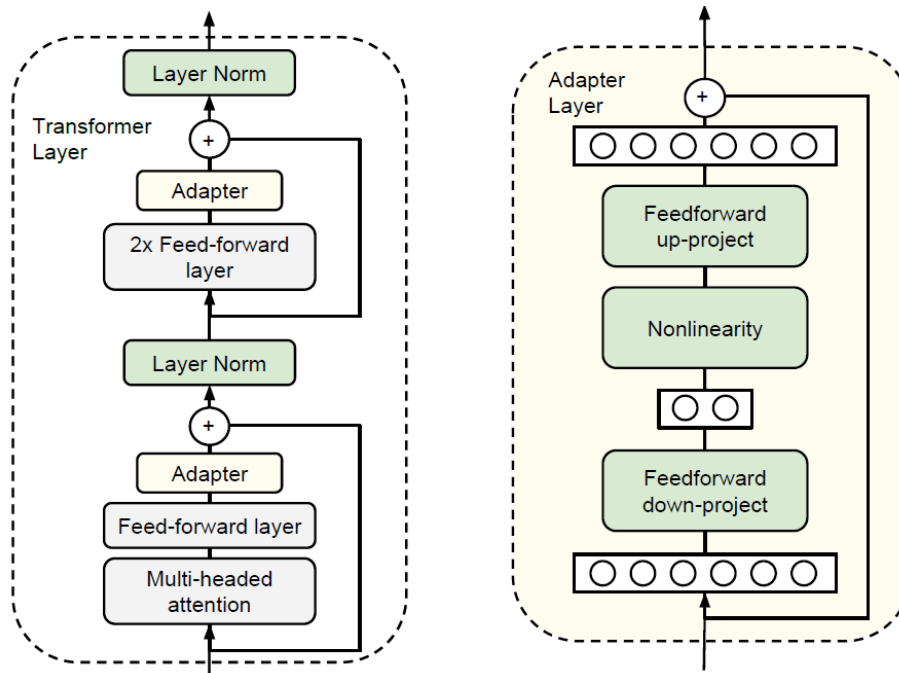 Layer Norm
Transformer
Layer
+
Adapter
2x Feed-forward
layer
Layer Norm
+
Adapter
Feed-forward layer
Multi-headed
attention
Adapter
Layer
+
Feedforward
up-project
Nonlinearity
Feedforward
down-project